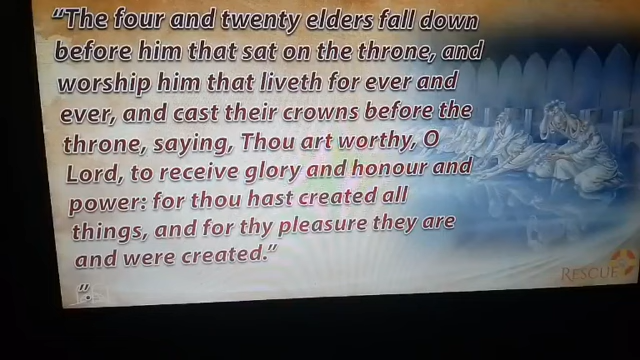 “The four and twenty elders fall down
before him that sat on the throne, and
worship him that liveth for ever and
ever, and cast their crowns before the
throne, saying, Thou art worthy, O
Lord, to receive glory and honour and
power: for thou hast created all
things, and for thy pleasure they are
and were created.”
”
RESCUE